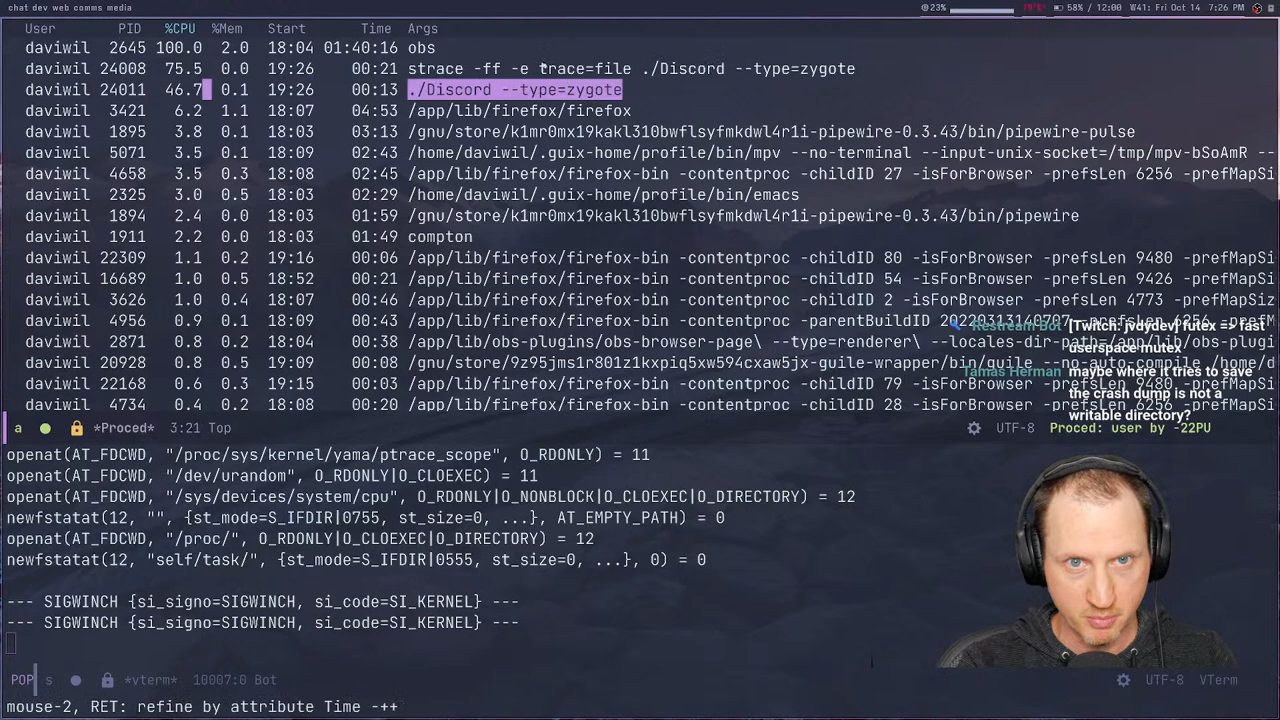 chat dev web comms media
23% 19°C 58% / 12:00 W41: Fri Oct 14 7:26 PM
User PID %CPU %Mem Start Time Args
daviwil 2645 100.0 2.0 18:04 01:40:16 obs
daviwil 24008 75.5 0.0 19:26 00:21 strace -ff -e trace=file ./Discord --type=zygote
daviwil 24011 46.7 0.1 19:26 00:13 ./Discord --type=zygote
daviwil 3421 6.2 1.1 18:07 04:53 /app/lib/firefox/firefox
daviwil 1895 3.8 0.1 18:03 03:13 /gnu/store/k1mr0mx19kakl310bwflsyfmkdwl4r1i-pipewire-0.3.43/bin/pipewire-pulse
daviwil 5071 3.5 0.1 18:09 02:43 /home/daviwil/.guix-home/profile/bin/mpv --no-terminal --input-unix-socket=/tmp/mpv-bSoAmR --
daviwil 4658 3.5 0.3 18:08 02:45 /app/lib/firefox/firefox-bin -contentproc -childID 27 -isForBrowser -prefsLen 6256 -prefMapSi
daviwil 2325 3.0 0.5 18:03 02:29 /home/daviwil/.guix-home/profile/bin/emacs
daviwil 1894 2.4 0.1 18:03 01:59 /gnu/store/k1mr0mx19kakl310bwflsyfmkdwl4r1i-pipewire-0.3.43/bin/pipewire
daviwil 1911 2.2 0.2 18:03 01:49 compton
daviwil 22309 1.1 0.2 19:16 00:06 /app/lib/firefox/firefox-bin -contentproc -childID 80 -isForBrowser -prefsLen 9480 -prefMapSi
daviwil 16689 1.0 0.5 18:52 00:21 /app/lib/firefox/firefox-bin -contentproc -childID 54 -isForBrowser -prefsLen 9426 -prefMapSi
daviwil 3626 1.0 0.4 18:07 00:46 /app/lib/firefox/firefox-bin -contentproc -childID 2 -isForBrowser -prefsLen 4773 -prefMapSiz
daviwil 4956 0.9 0.1 18:09 01:09 /app/lib/firefox/firefox-bin -contentproc -parentBuildID 20220313140707 -prefsLen 6256 -prefM
daviwil 2871 0.8 0.2 18:04 00:38 /app/lib/obs-plugins/obs-browser-page\ --type=renderer\ --locales-dir-path=/app/lib/obs-plugi
daviwil 20928 0.8 0.5 19:09 00:09 /gnu/store/9z95jms1r801z1kxpiq5xw594cxaw5jx-guile-wrapper/bin/guile --no-auto-compile ./home/d
daviwil 22168 0.6 0.3 19:15 00:03 /app/lib/firefox/firefox-bin -contentproc -childID 79 -isForBrowser -prefsLen 9480 -prefMapSi
daviwil 4734 0.4 0.2 18:08 00:20 /app/lib/firefox/firefox-bin -contentproc -childID 28 -isForBrowser -prefsLen 6256 -prefMapSi
Restream Bot [Twitch: jvdydev] futex => fast
userspace mutex
Tamas Herman maybe where it tries to save
the crash dump is not a
writable directory?
a *Proced* 3:21 Top UTF-8 Proced: user by -22PU
openat(AT_FDCWD, "/proc/sys/kernel/yama/ptrace_scope", O_RDONLY) = 11
openat(AT_FDCWD, "/dev/urandom", O_RDONLY|O_CLOEXEC) = 11
openat(AT_FDCWD, "/sys/devices/system/cpu", O_RDONLY|O_NONBLOCK|O_CLOEXEC|O_DIRECTORY) = 12
newfstatat(12, "", {st_mode=S_IFDIR|0755, st_size=0, ...}, AT_EMPTY_PATH) = 0
openat(AT_FDCWD, "/proc/", O_RDONLY|O_CLOEXEC|O_DIRECTORY) = 12
newfstatat(12, "self/task/", {st_mode=S_IFDIR|0555, st_size=0, ...}, 0) = 0
--- SIGWINCH {si_signo=SIGWINCH, si_code=SI_KERNEL} ---
--- SIGWINCH {si_signo=SIGWINCH, si_code=SI_KERNEL} ---
POP s *vterm* 10007:0 Bot UTF-8 VTerm
mouse-2, RET: refine by attribute Time -++